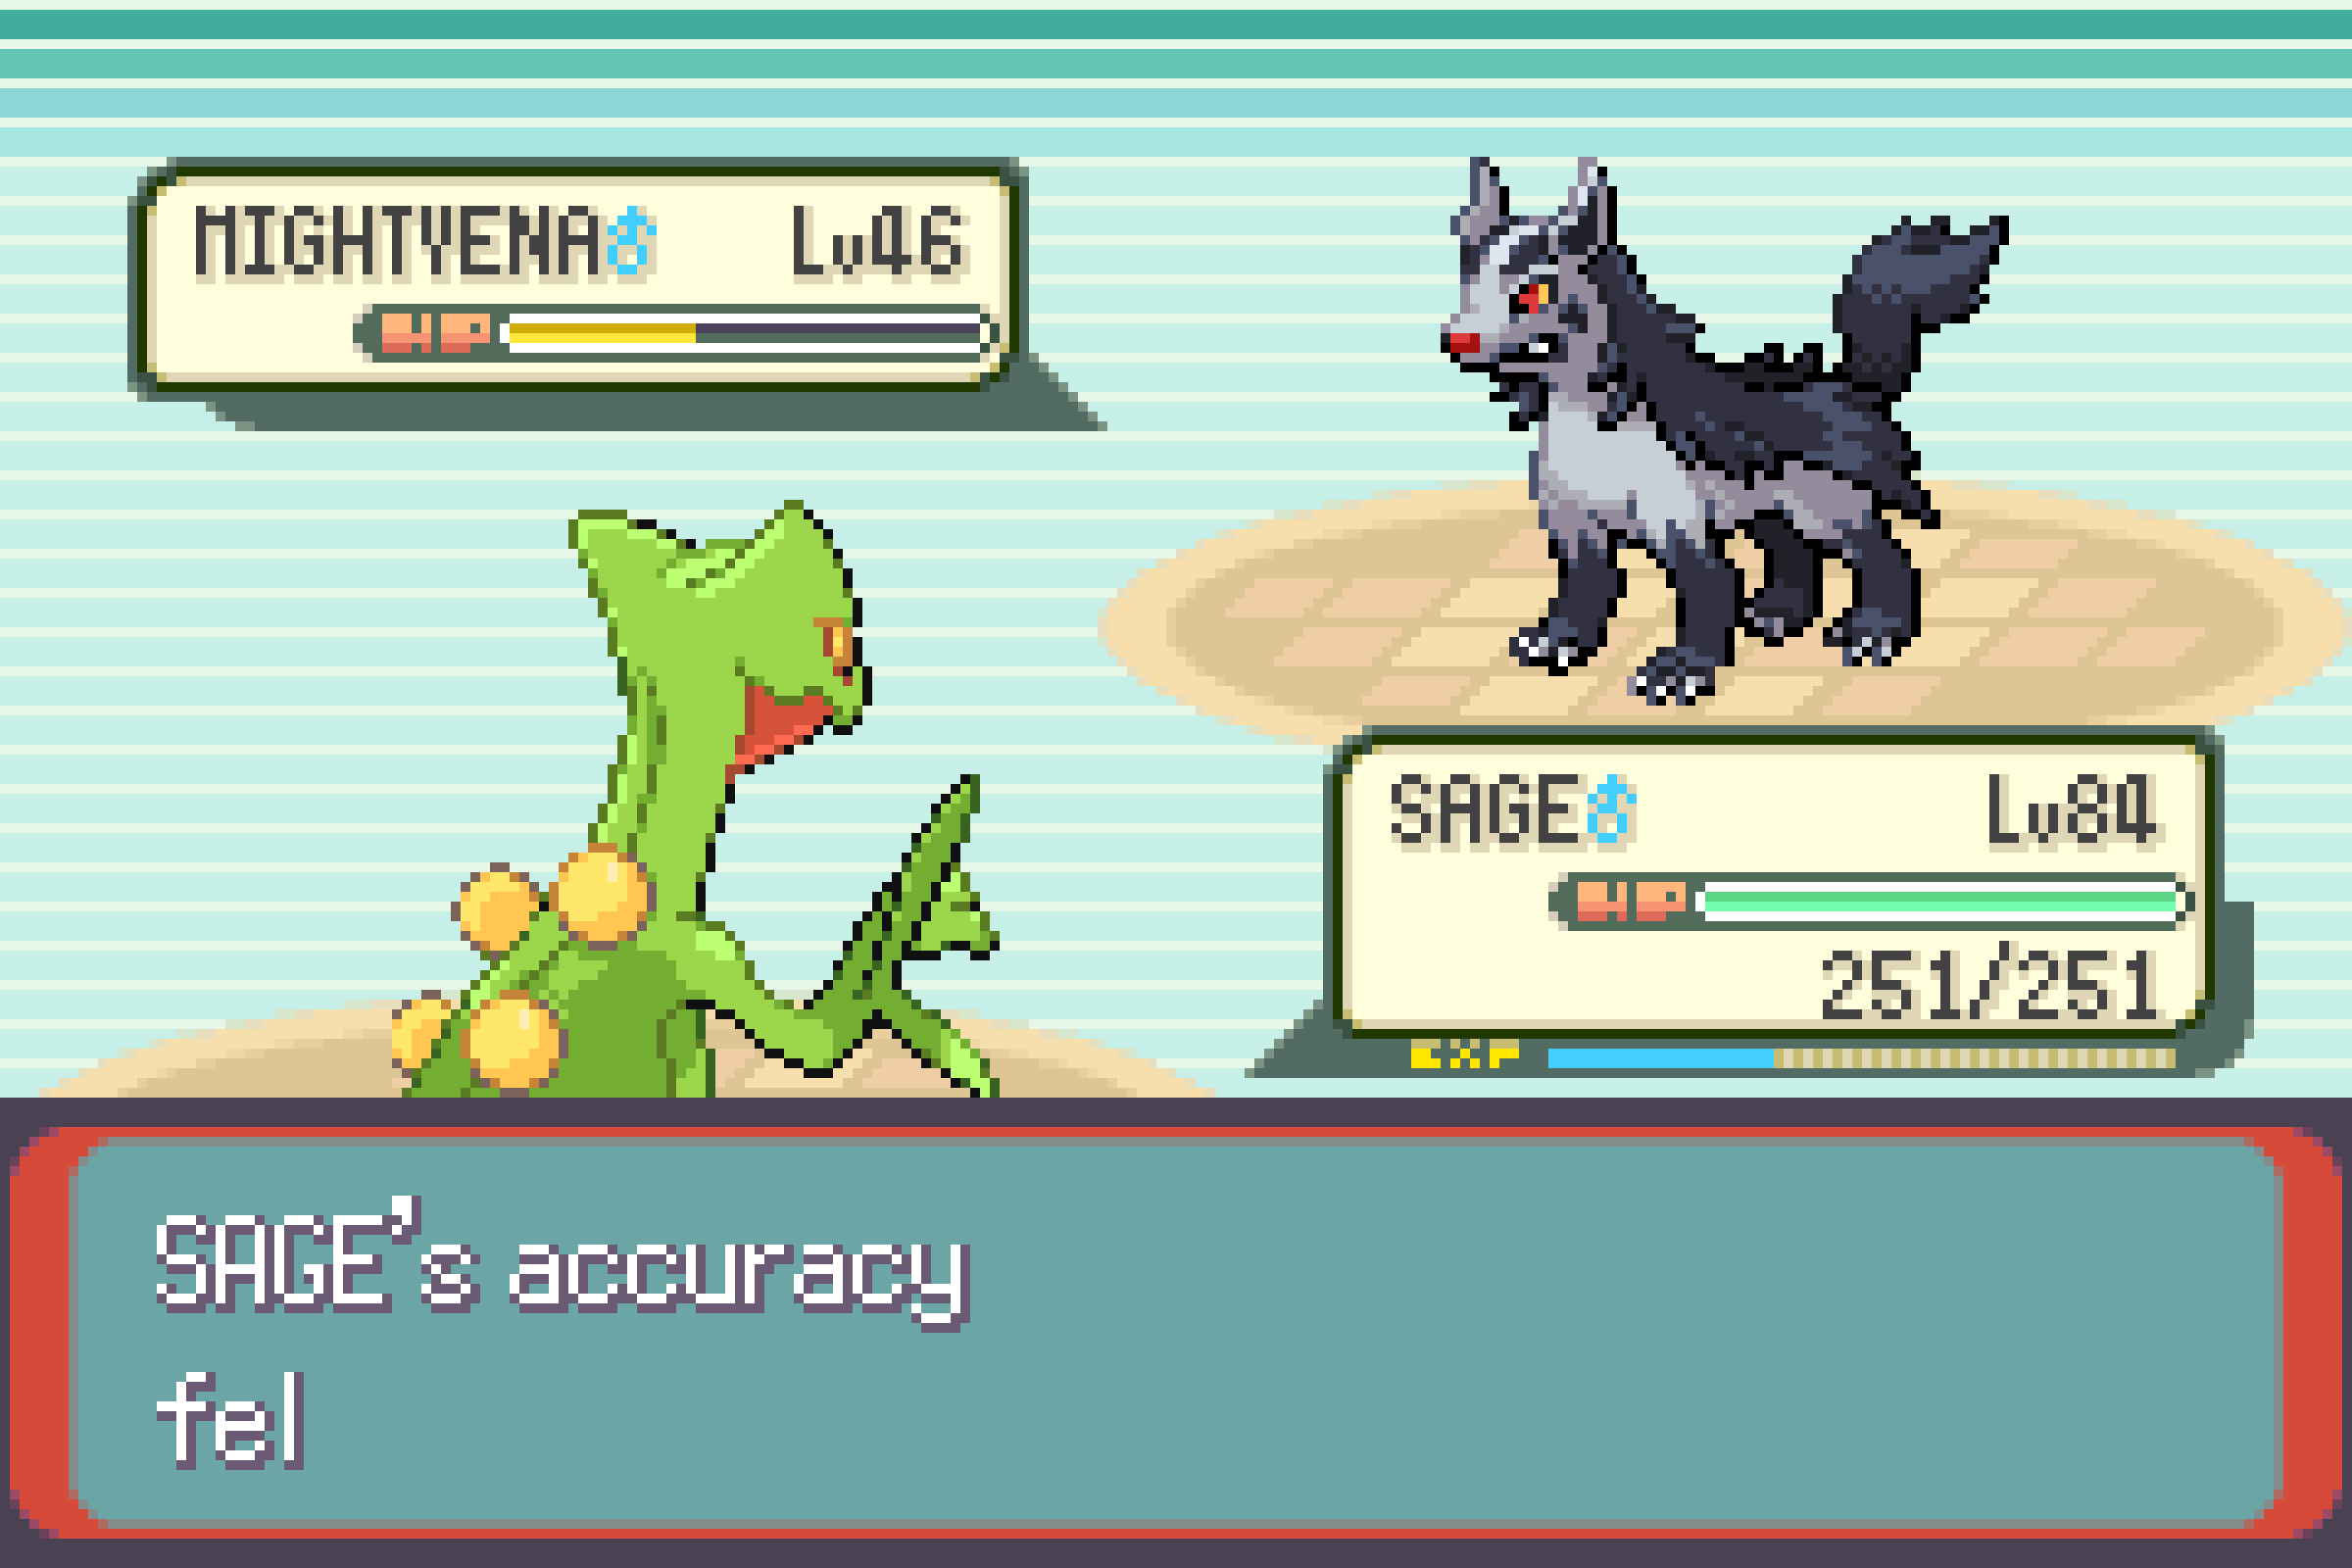 MIGHTYENA♂ Lv46
HP
SAGE♂ Lv84
HP
251/251
EXP
SAGE's accuracy
fel